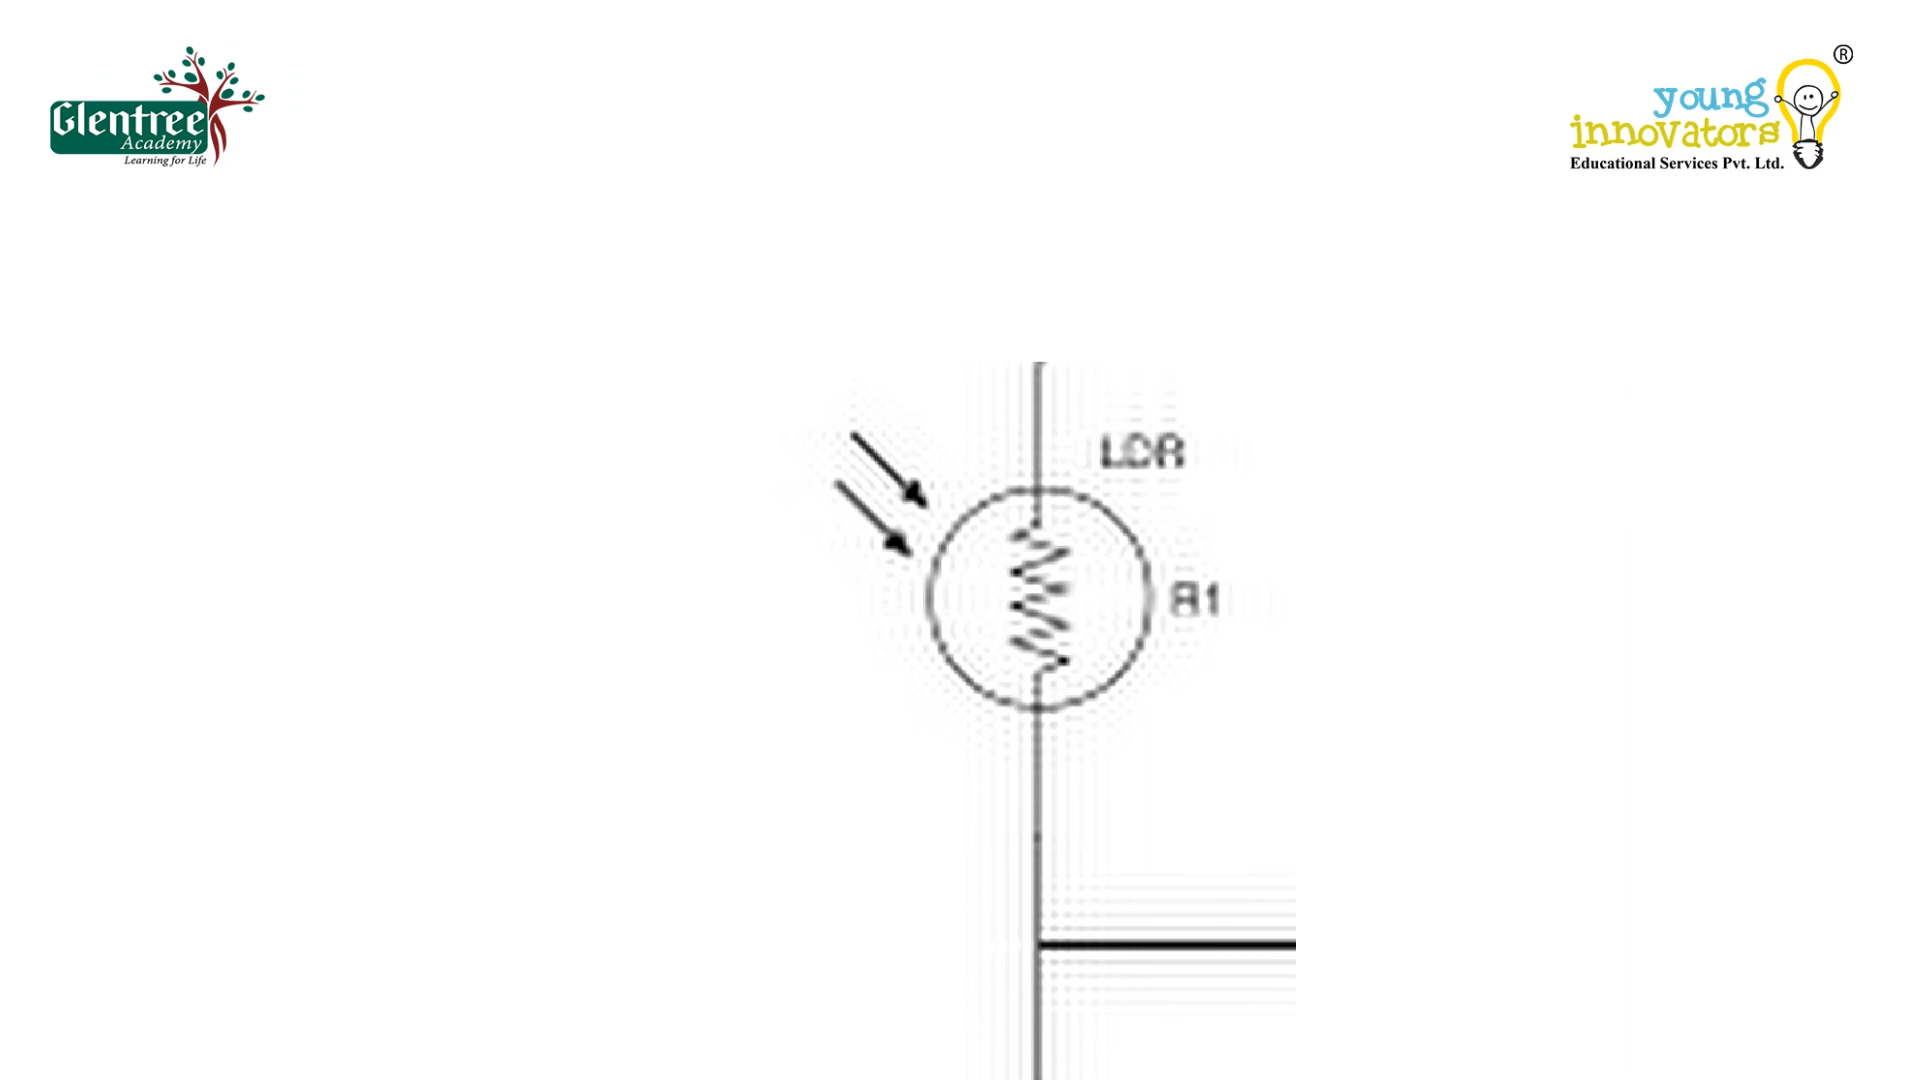 Glentree
Academy
Learning for Life
young
innovators
®
Educational Services Pvt. Ltd.
LDR
R1